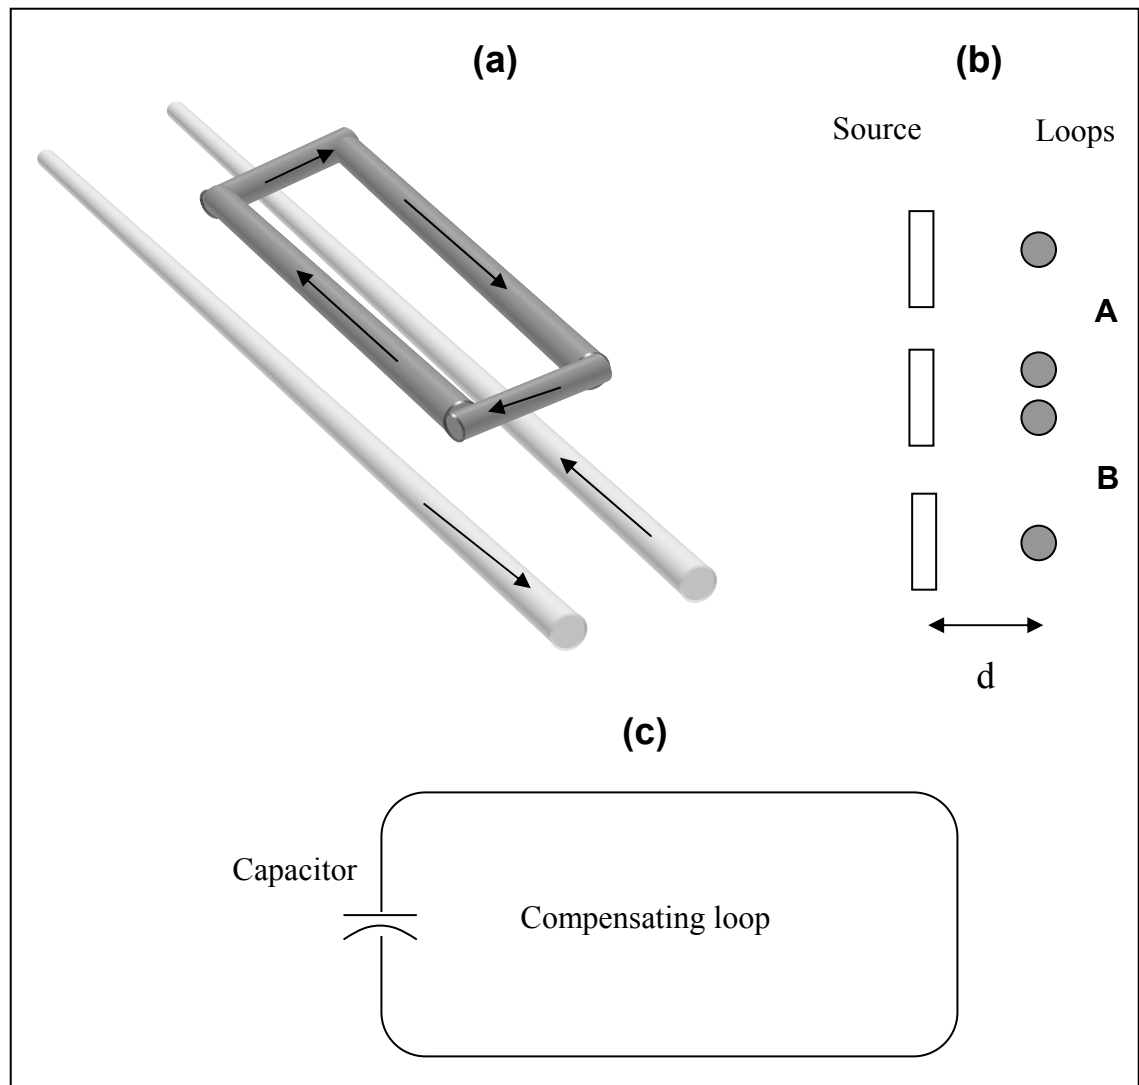 (a)
(b)
Source
Loops
A
B
d
(c)
Capacitor
Compensating loop